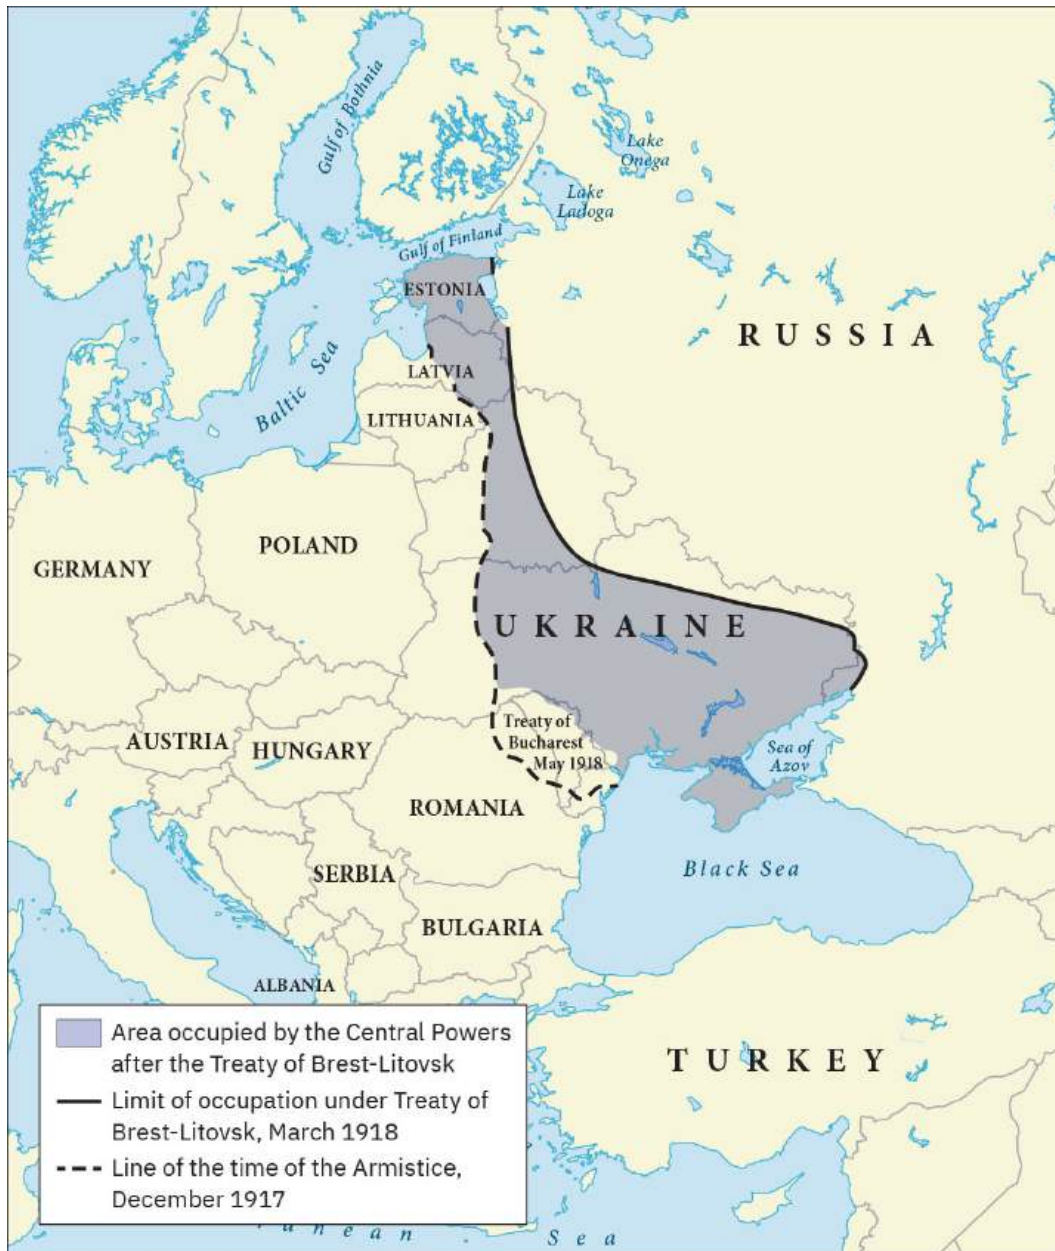 Gulf of Bothnia
Lake
Onega
Lake
Ladoga
Gulf of Finland
ESTONIA
RUSSIA
Baltic Sea
LATVIA
LITHUANIA
POLAND
GERMANY
UKRAINE
Treaty of
Bucharest
May 1918
Sea of
Azov
AUSTRIA
HUNGARY
ROMANIA
SERBIA
Black Sea
BULGARIA
ALBANIA
TURKEY
Area occupied by the Central Powers
after the Treaty of Brest-Litovsk
Limit of occupation under Treaty of
Brest-Litovsk, March 1918
Line of the time of the Armistice,
December 1917
Sea